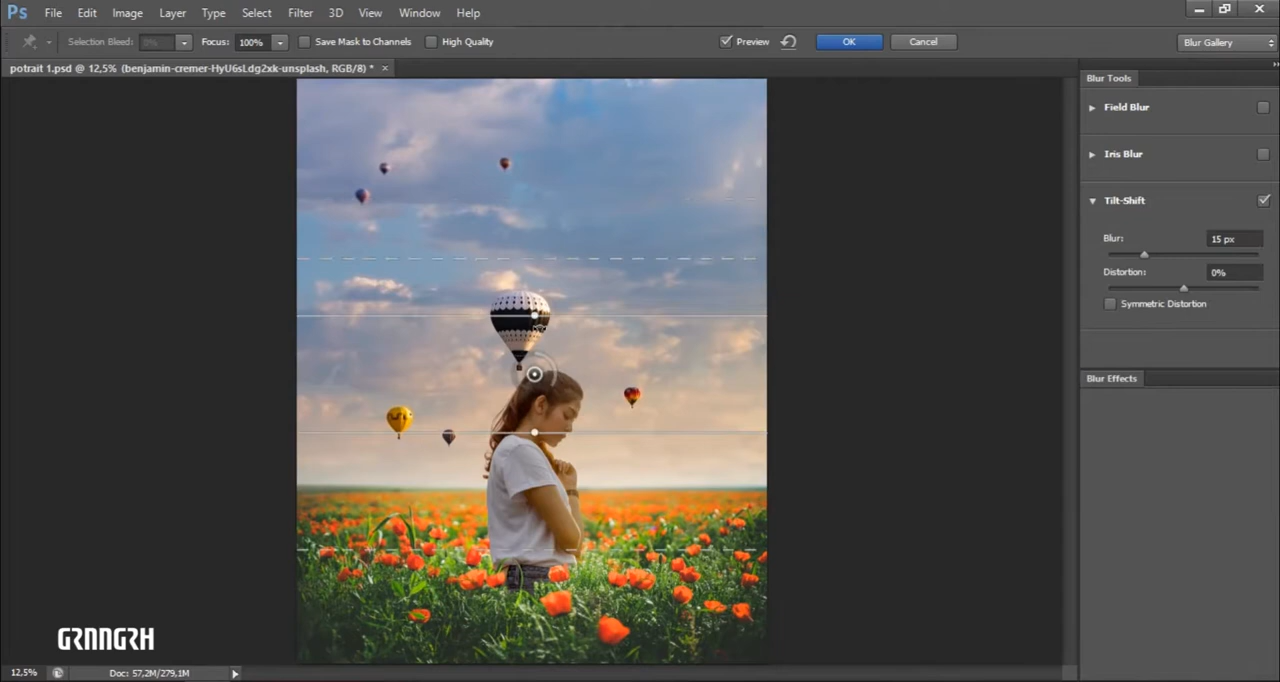 Ps File Edit Image Layer Type Select Filter 3D View Window Help
Selection Bleed: 0% Focus: 100% Save Mask to Channels High Quality Preview OK Cancel Blur Gallery
potrait 1.psd @ 12,5% (benjamin-cremer-HyU6sLdg2xk-unsplash, RGB/8) * ×
Blur Tools
Field Blur
Iris Blur
Tilt-Shift
Blur: 15 px
Distortion: 0%
Symmetric Distortion
Blur Effects
GRNNGRH
12,5% Doc: 57,2M/279,1M